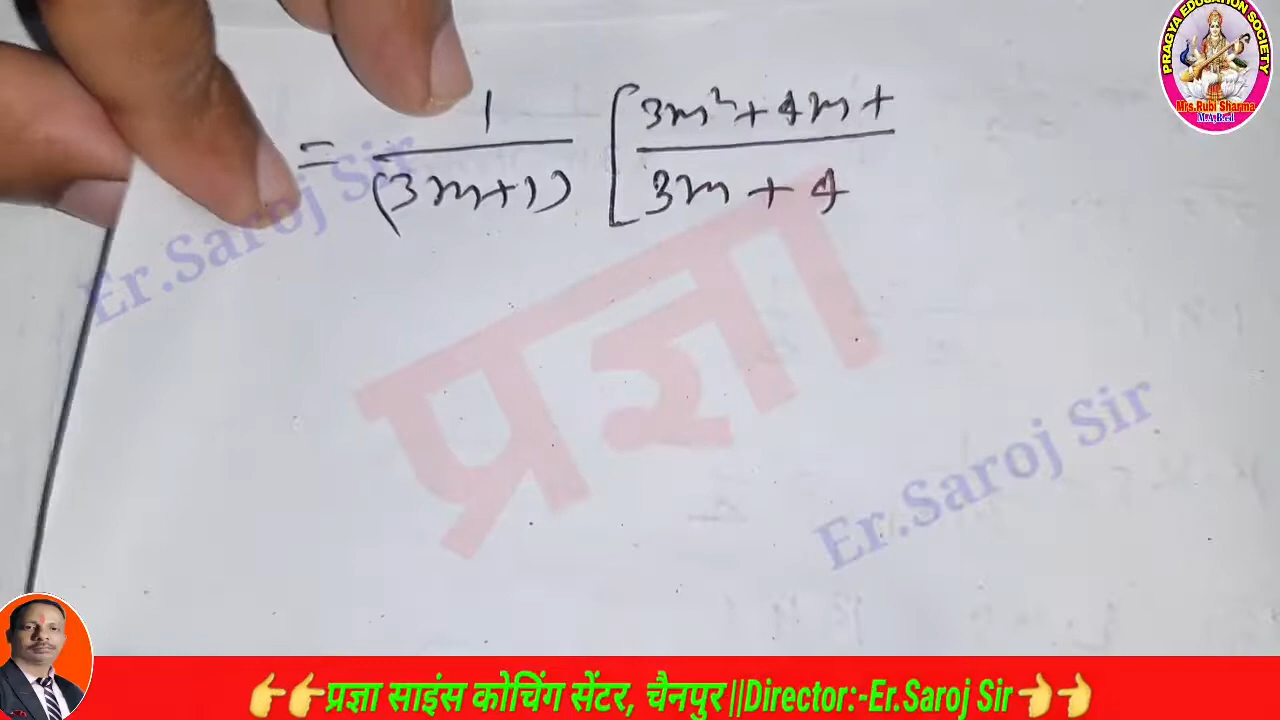 PRAGYA EDUCATION SOCIETY
Mrs.Rubi Sharma
M.A,B.ed
= 1/(3m+1) [ (3m²+4m+)/(3m+4)
Er.Saroj Sir
प्रज्ञा
Er.Saroj Sir
👉👉प्रज्ञा साइंस कोचिंग सेंटर, चैनपुर ||Director:-Er.Saroj Sir👈👈